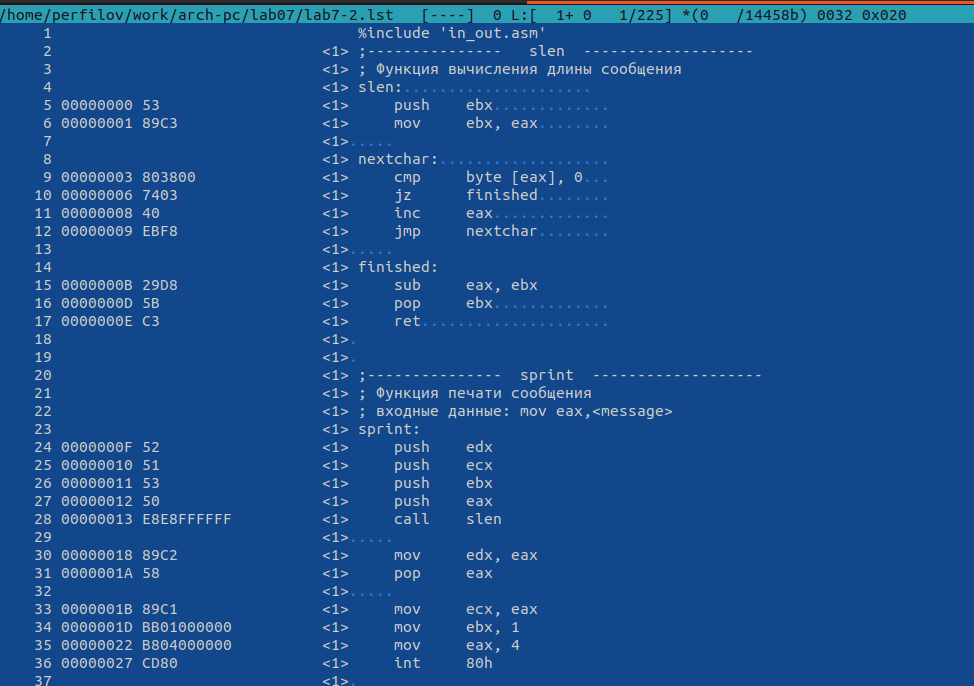 /home/perfilov/work/arch-pc/lab07/lab7-2.lst   [----]  0 L:[  1+ 0   1/225] *(0   /14458b) 0032 0x020
     1                                  %include 'in_out.asm'
     2                              <1> ;---------------   slen  -------------------
     3                              <1> ; Функция вычисления длины сообщения
     4                              <1> slen:.....................
     5 00000000 53                  <1>     push    ebx.............
     6 00000001 89C3                <1>     mov     ebx, eax........
     7                              <1>.....
     8                              <1> nextchar:...................
     9 00000003 803800              <1>     cmp     byte [eax], 0...
    10 00000006 7403                <1>     jz      finished........
    11 00000008 40                  <1>     inc     eax.............
    12 00000009 EBF8                <1>     jmp     nextchar........
    13                              <1>.....
    14                              <1> finished:
    15 0000000B 29D8                <1>     sub     eax, ebx
    16 0000000D 5B                  <1>     pop     ebx.............
    17 0000000E C3                  <1>     ret.....................
    18                              <1>.
    19                              <1>.
    20                              <1> ;---------------  sprint  -------------------
    21                              <1> ; Функция печати сообщения
    22                              <1> ; входные данные: mov eax,<message>
    23                              <1> sprint:
    24 0000000F 52                  <1>     push    edx
    25 00000010 51                  <1>     push    ecx
    26 00000011 53                  <1>     push    ebx
    27 00000012 50                  <1>     push    eax
    28 00000013 E8E8FFFFFF          <1>     call    slen
    29                              <1>.....
    30 00000018 89C2                <1>     mov     edx, eax
    31 0000001A 58                  <1>     pop     eax
    32                              <1>.....
    33 0000001B 89C1                <1>     mov     ecx, eax
    34 0000001D BB01000000          <1>     mov     ebx, 1
    35 00000022 B804000000          <1>     mov     eax, 4
    36 00000027 CD80                <1>     int     80h
    37                              <1>.